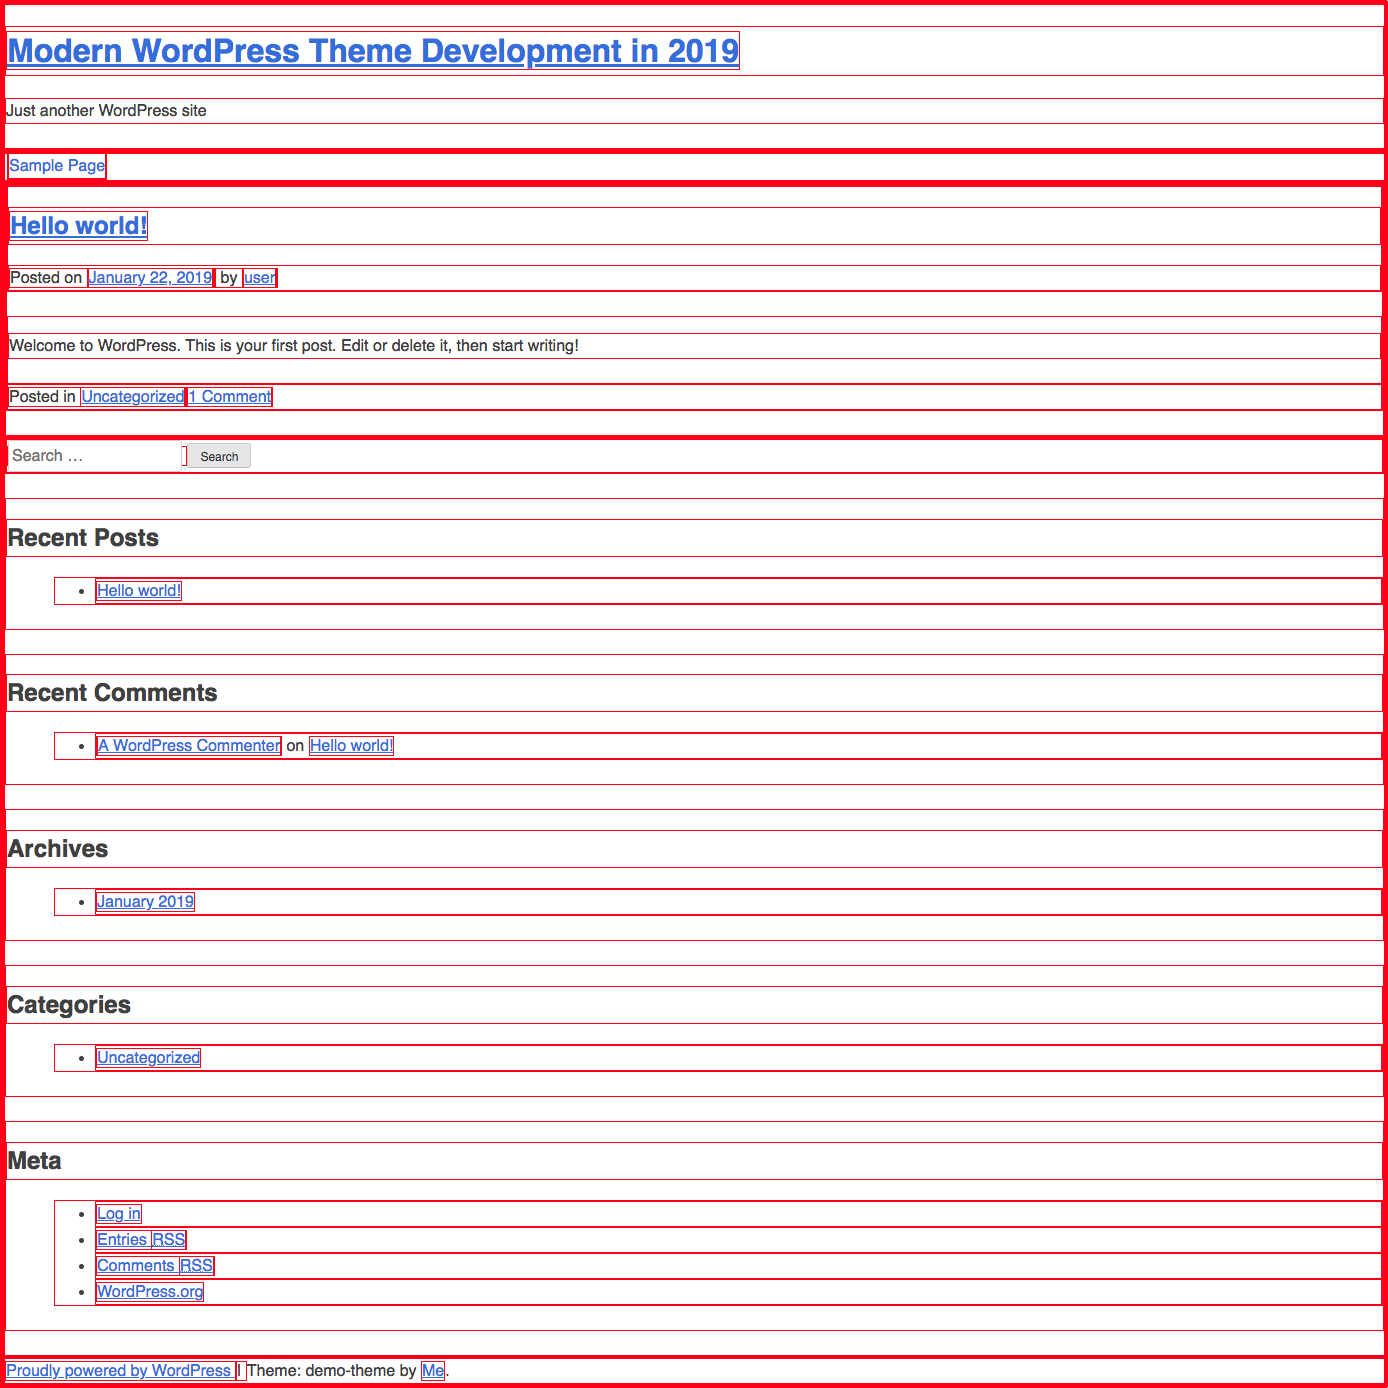 Modern WordPress Theme Development in 2019
Just another WordPress site
Sample Page
Hello world!
Posted on January 22, 2019 by user
Welcome to WordPress. This is your first post. Edit or delete it, then start writing!
Posted in Uncategorized 1 Comment
Search … Search
Recent Posts
• Hello world!
Recent Comments
• A WordPress Commenter on Hello world!
Archives
• January 2019
Categories
• Uncategorized
Meta
• Log in
• Entries RSS
• Comments RSS
• WordPress.org
Proudly powered by WordPress | Theme: demo-theme by Me.